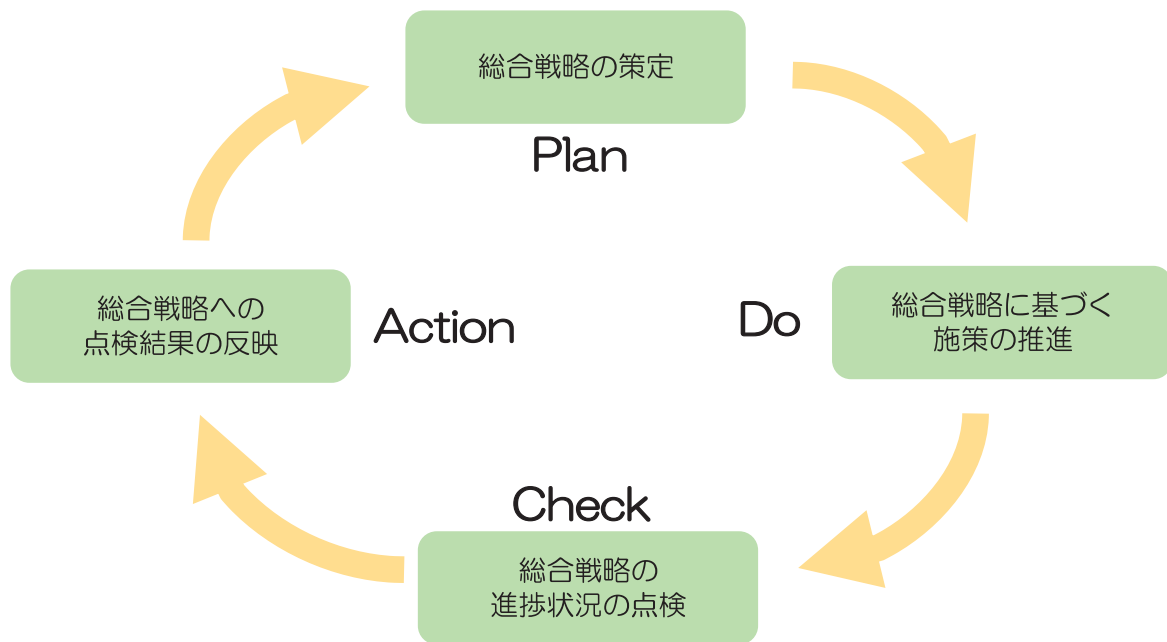 総合戦略の策定
Plan
総合戦略への
点検結果の反映
Action
Do
総合戦略に基づく
施策の推進
Check
総合戦略の
進捗状況の点検